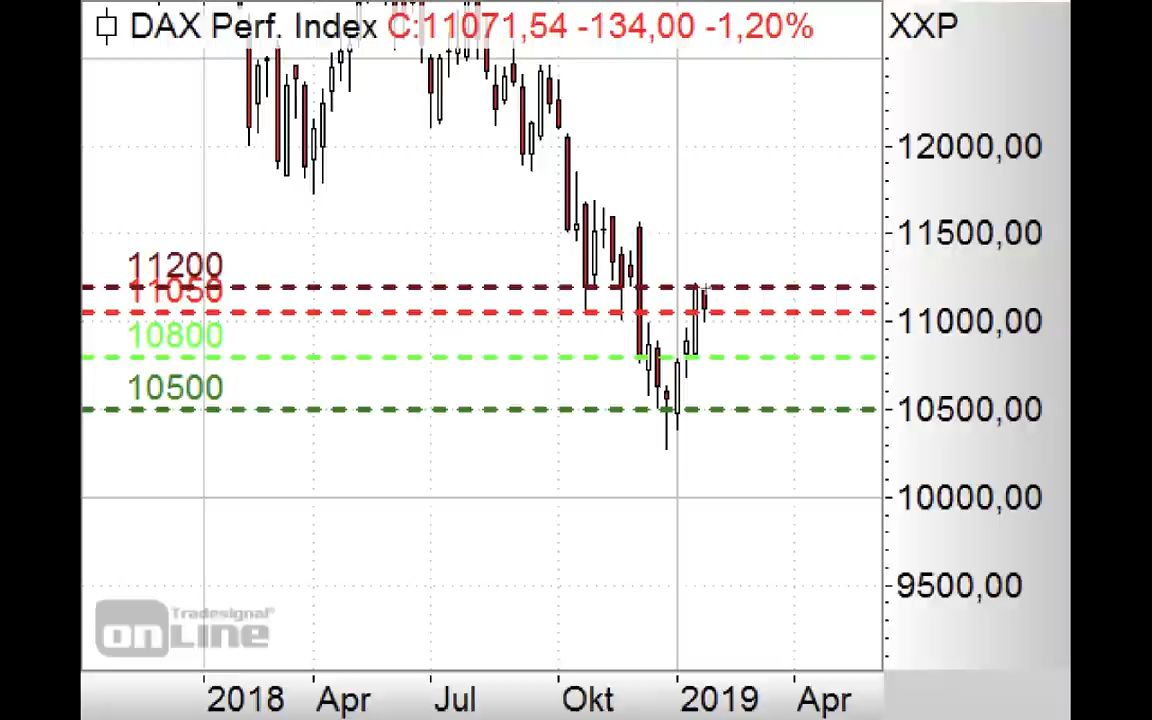 DAX Perf. Index C:11071,54 -134,00 -1,20% XXP
12000,00
11500,00
11200
11050
11000,00
10800
10500
10500,00
10000,00
9500,00
Tradesignal®
onLine
2018 Apr Jul Okt 2019 Apr